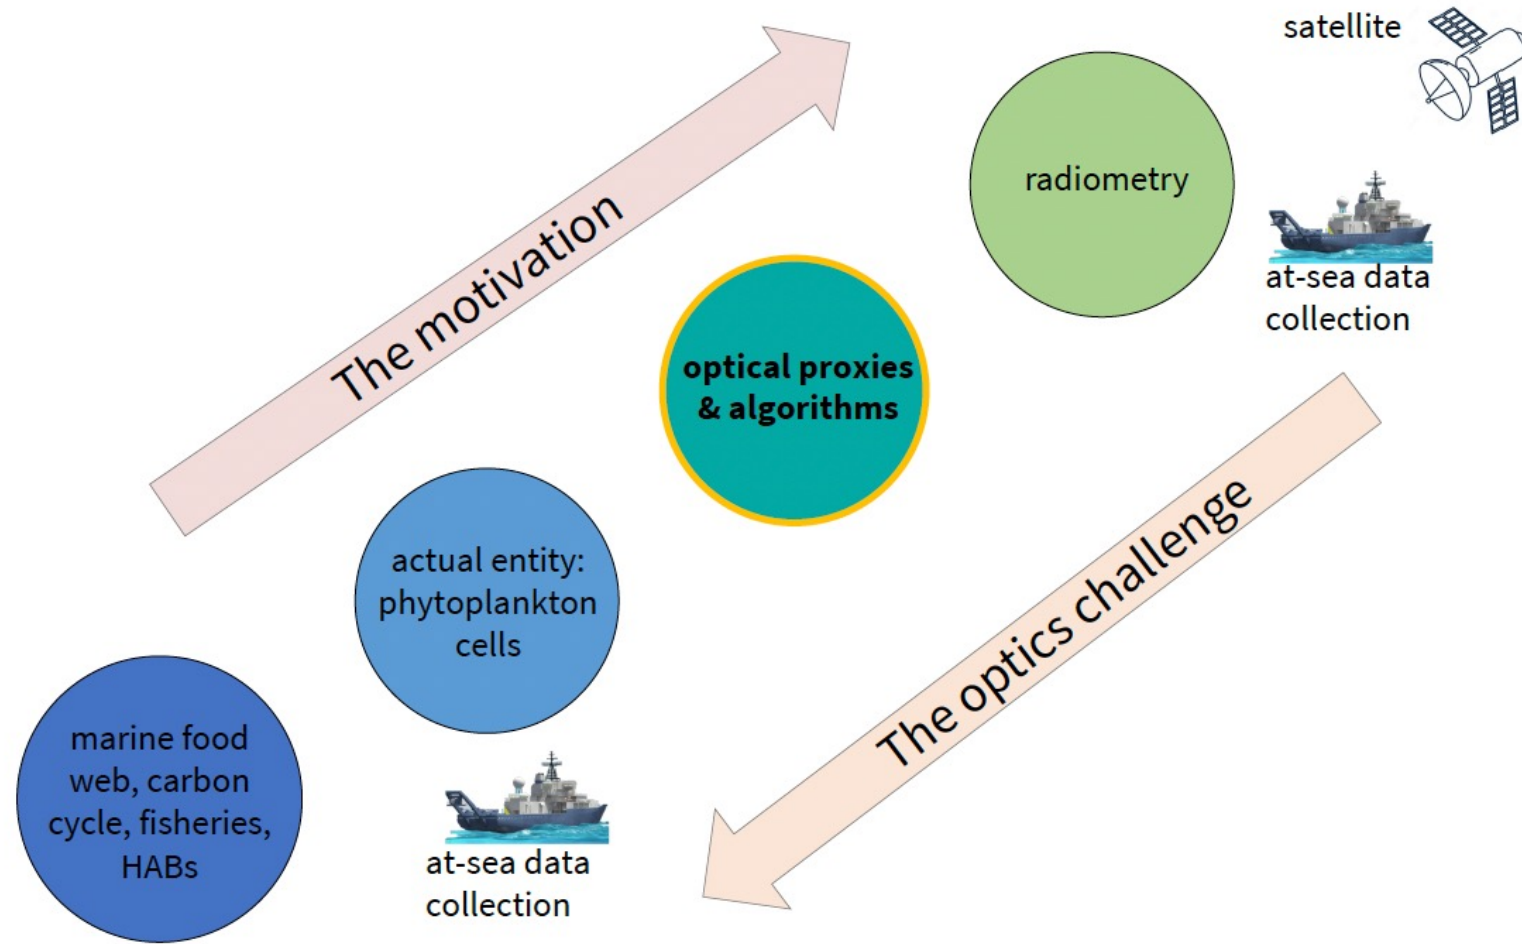 satellite
radiometry
at-sea data
collection
The motivation
optical proxies
& algorithms
The optics challenge
actual entity:
phytoplankton
cells
marine food
web, carbon
cycle, fisheries,
HABs
at-sea data
collection